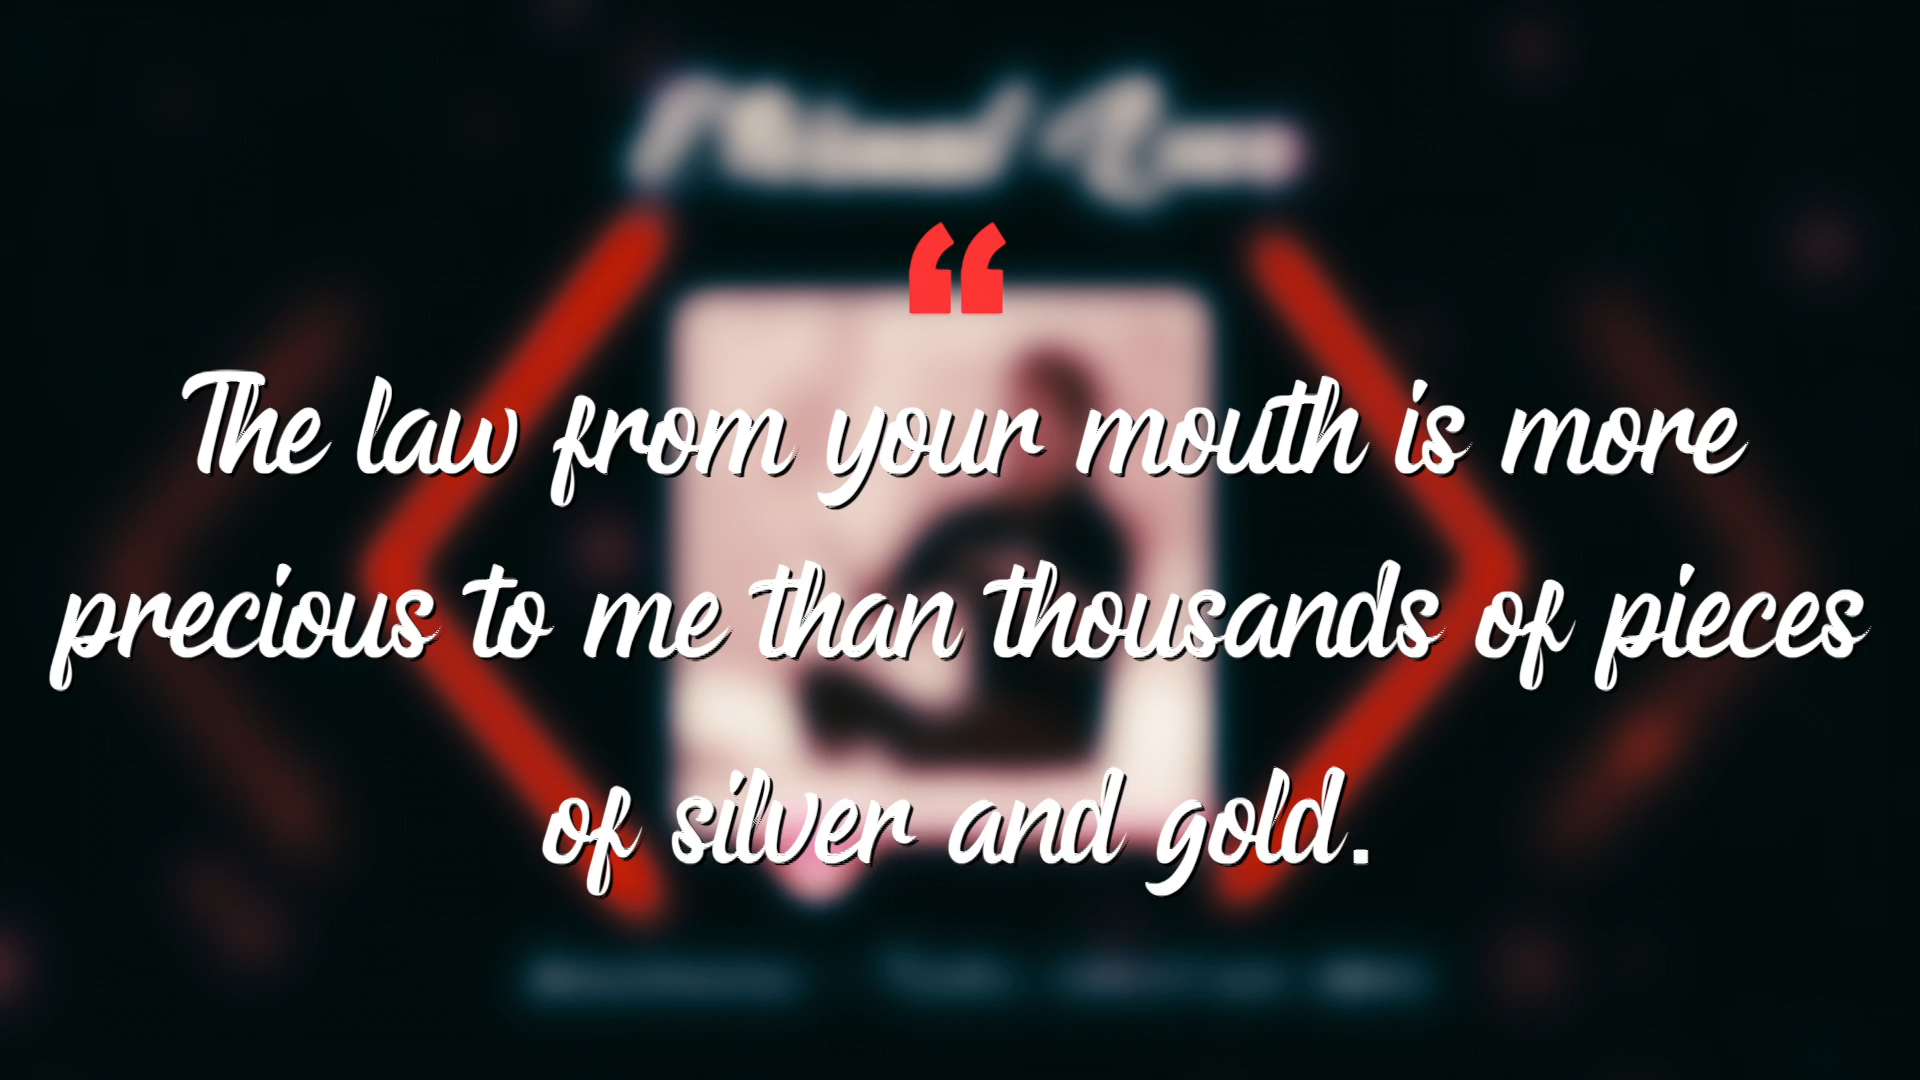 “
The law from your mouth is more
precious to me than thousands of pieces
of silver and gold.